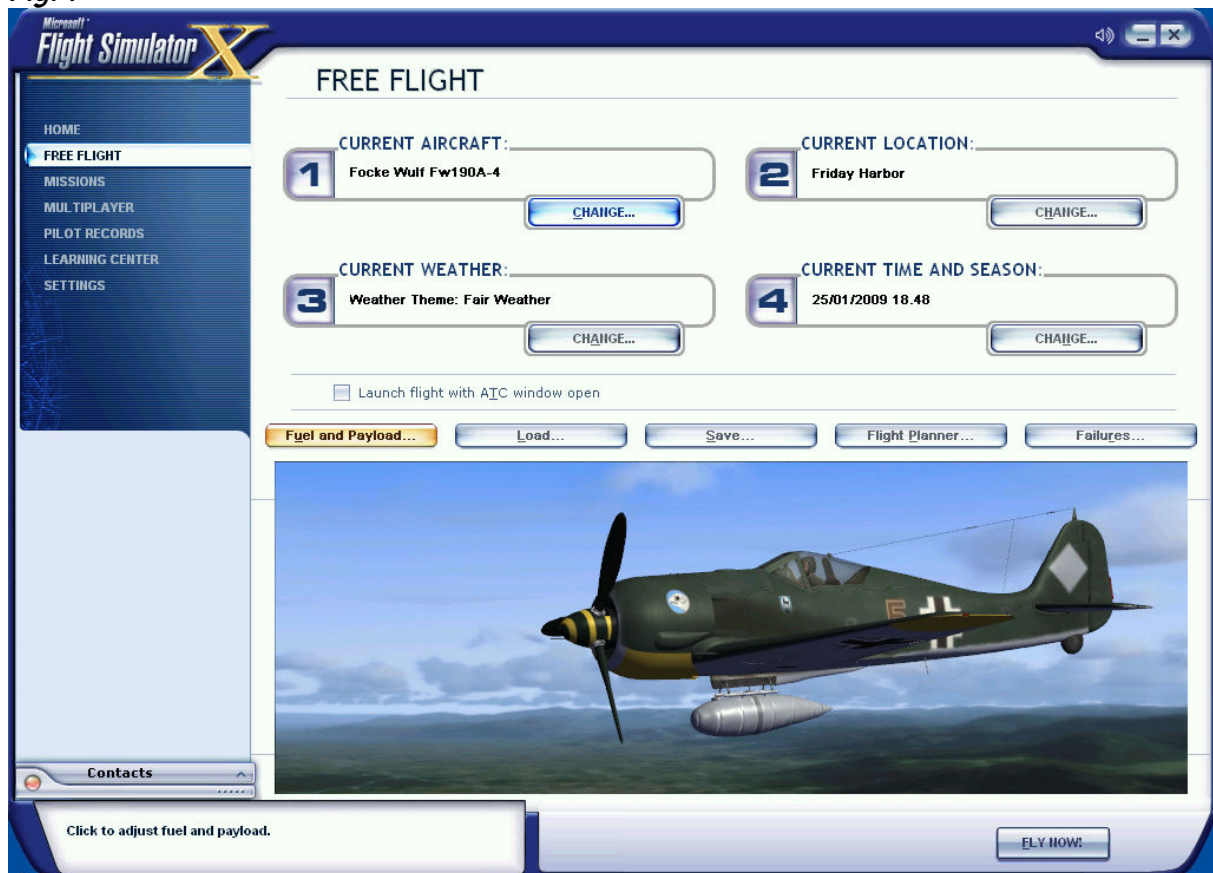 Microsoft
Flight Simulator X
FREE FLIGHT
HOME
FREE FLIGHT
MISSIONS
MULTIPLAYER
PILOT RECORDS
LEARNING CENTER
SETTINGS
CURRENT AIRCRAFT:
1
Focke Wulf Fw190A-4
CHANGE...
CURRENT LOCATION:
2
Friday Harbor
CHANGE...
CURRENT WEATHER:
3
Weather Theme: Fair Weather
CHANGE...
CURRENT TIME AND SEASON:
4
25/01/2009 18.48
CHANGE...
Launch flight with ATC window open
Fuel and Payload... Load... Save... Flight Planner... Failures...
Contacts
Click to adjust fuel and payload.
FLY NOW!